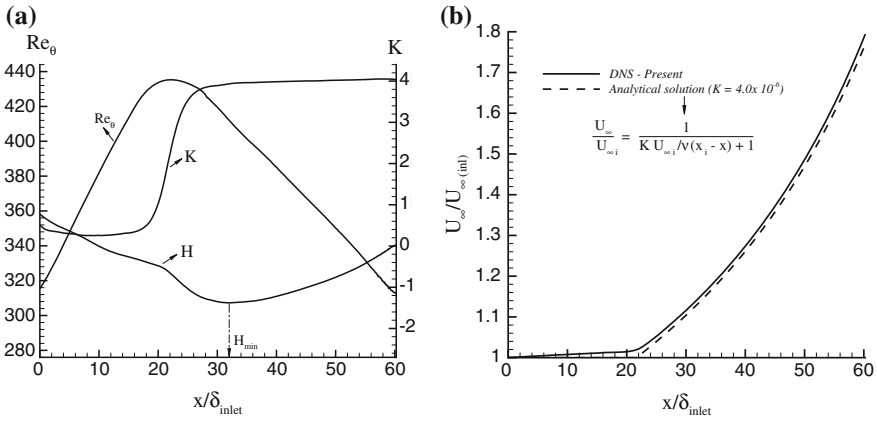 (a)
Re_θ
K
440
420
400
380
360
340
320
300
280
4
3
2
1
0
-1
-2
Re_θ
K
H
H_min
0 10 20 30 40 50 60
x/δ_inlet
(b)
U_∞/U_∞(inl)
1.8
1.7
1.6
1.5
1.4
1.3
1.2
1.1
1
DNS - Present
Analytical solution (K = 4.0x 10^-6)
U_∞/U_∞i = 1/(K U_∞i/ν(x_i - x) + 1)
0 10 20 30 40 50 60
x/δ_inlet